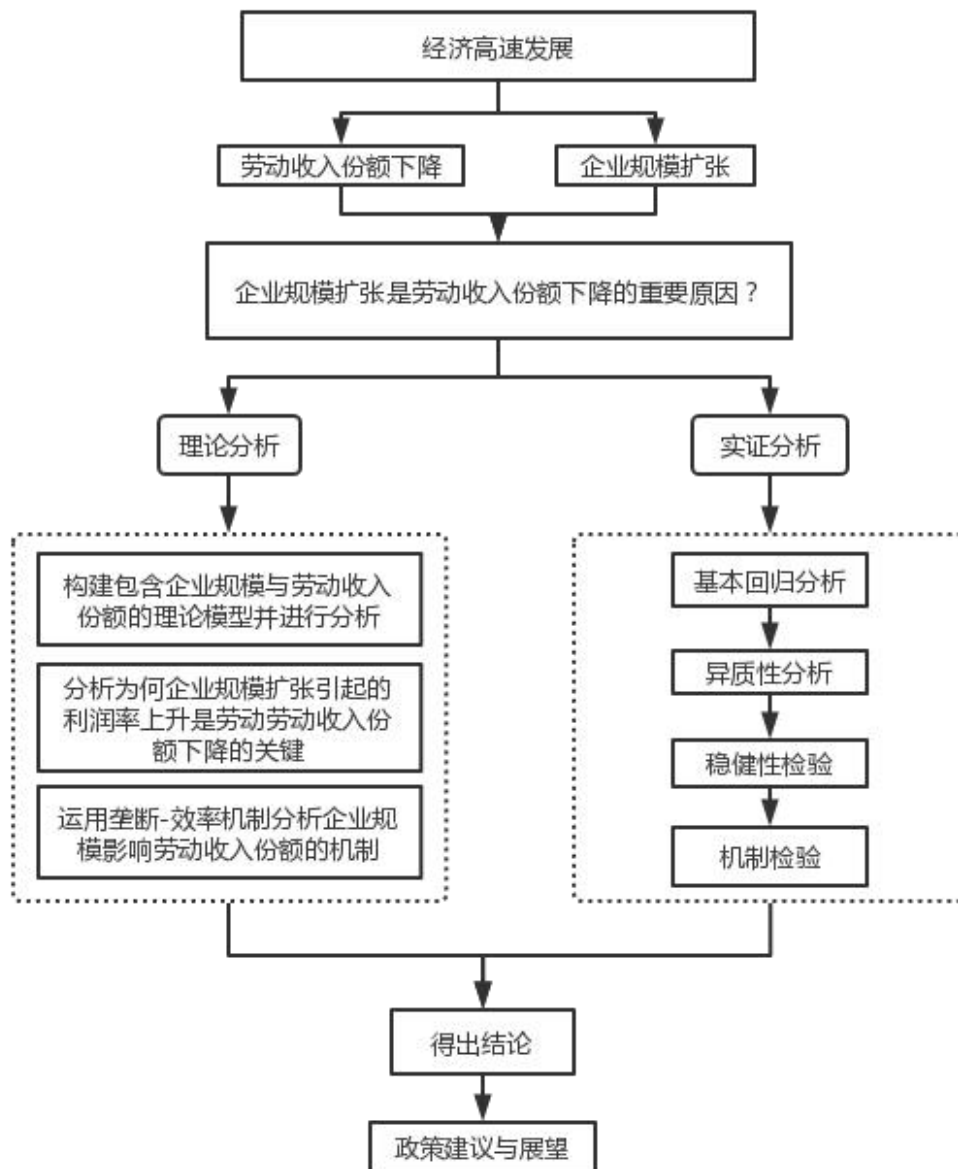 经济高速发展
劳动收入份额下降
企业规模扩张
企业规模扩张是劳动收入份额下降的重要原因？
理论分析
实证分析
构建包含企业规模与劳动收入
份额的理论模型并进行分析
分析为何企业规模扩张引起的
利润率上升是劳动劳动收入份
额下降的关键
运用垄断-效率机制分析企业规
模影响劳动收入份额的机制
基本回归分析
异质性分析
稳健性检验
机制检验
得出结论
政策建议与展望